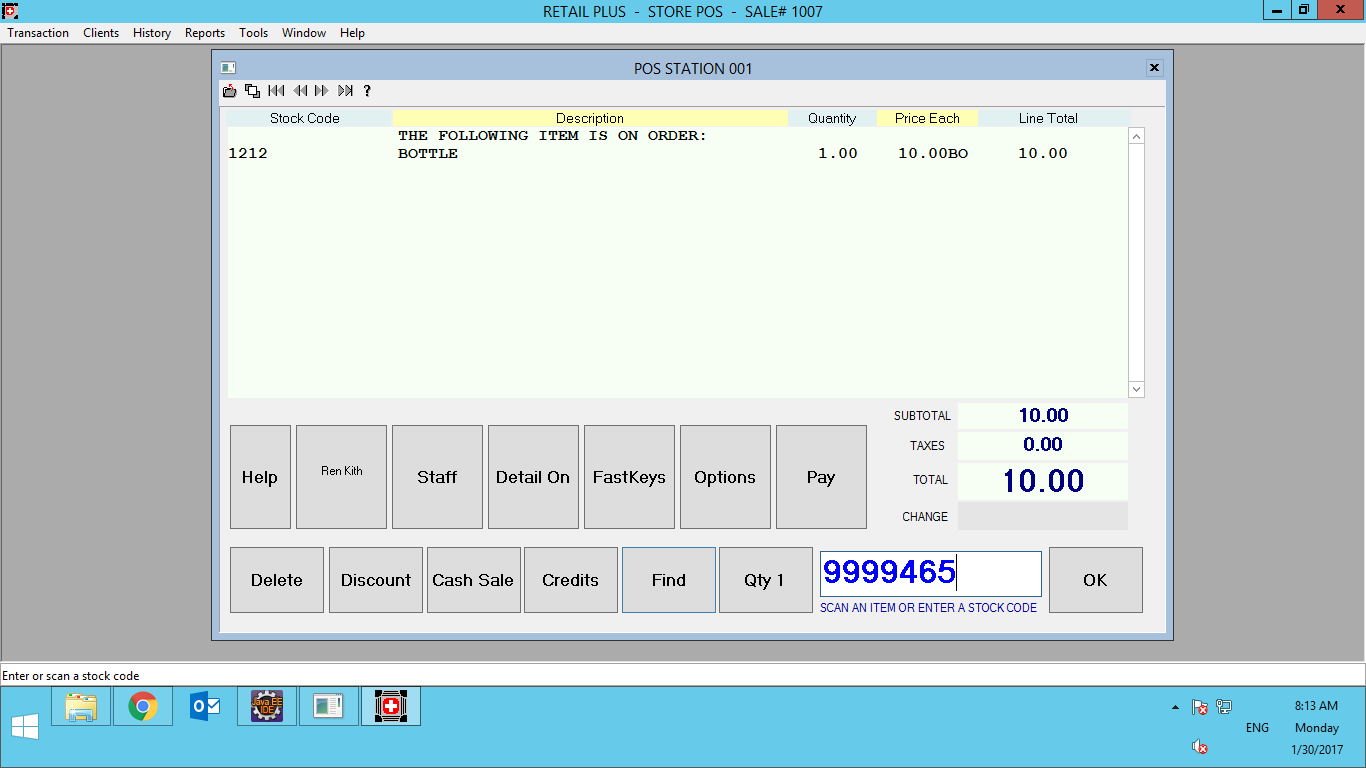 RETAIL PLUS - STORE POS - SALE# 1007
Transaction Clients History Reports Tools Window Help
POS STATION 001
?
Stock Code Description Quantity Price Each Line Total
THE FOLLOWING ITEM IS ON ORDER:
1212 BOTTLE 1.00 10.00BO 10.00
SUBTOTAL 10.00
TAXES 0.00
TOTAL 10.00
CHANGE
Help Ren Kith Staff Detail On FastKeys Options Pay
Delete Discount Cash Sale Credits Find Qty 1 9999465 OK
SCAN AN ITEM OR ENTER A STOCK CODE
Enter or scan a stock code
Java EE
IDE
8:13 AM
ENG Monday
1/30/2017